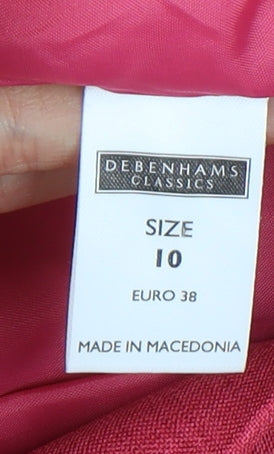 DEBENHAMS
CLASSICS
SIZE
10
EURO 38
MADE IN MACEDONIA